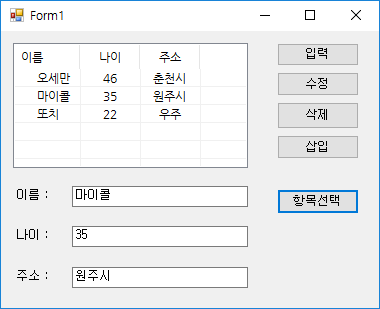 Form1
이름 나이 주소
오세만 46 춘천시
마이콜 35 원주시
또치 22 우주
입력
수정
삭제
삽입
항목선택
이름 : 마이콜
나이 : 35
주소 : 원주시